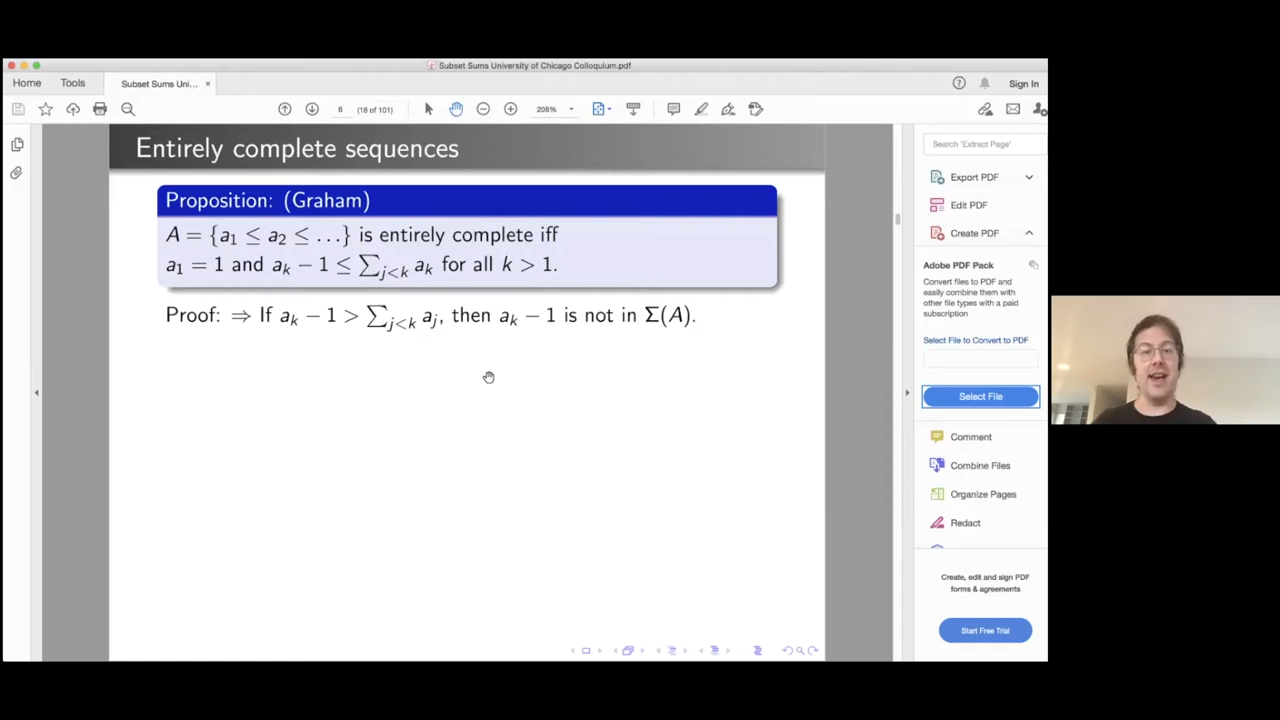 Subset Sums University of Chicago Colloquium.pdf
Home
Tools
Subset Sums Uni...
×
Sign In
6
(18 of 101)
208%
Entirely complete sequences
Search 'Extract Page'
Proposition: (Graham)
A = {a₁ ≤ a₂ ≤ …} is entirely complete iff
a₁ = 1 and aₖ − 1 ≤ ∑_{j<k} aₖ for all k > 1.
Proof: ⇒ If aₖ − 1 > ∑_{j<k} aⱼ, then aₖ − 1 is not in Σ(A).
Export PDF
Edit PDF
Create PDF
Adobe PDF Pack
Convert files to PDF and
easily combine them with
other file types with a paid
subscription
Select File to Convert to PDF
Select File
Comment
Combine Files
Organize Pages
Redact
Create, edit and sign PDF
forms & agreements
Start Free Trial